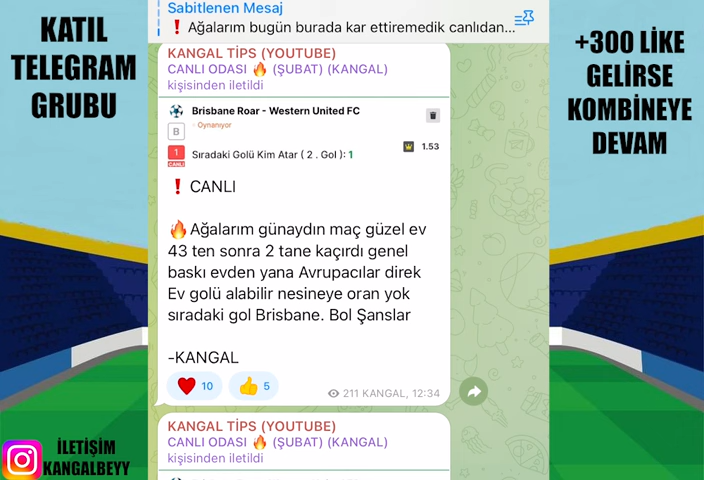 KATIL
TELEGRAM
GRUBU
Sabitlenen Mesaj
❗ Ağalarım bugün burada kar ettiremedik canlıdan...
+300 LİKE
GELİRSE
KOMBİNEYE
DEVAM
KANGAL TİPS (YOUTUBE)
CANLI ODASI 🔥 (ŞUBAT) (KANGAL)
kişisinden iletildi
Brisbane Roar - Western United FC
Oynanıyor
B
1
CANLI
Sıradaki Golü Kim Atar ( 2 . Gol ): 1
1.53
❗ CANLI
🔥Ağalarım günaydın maç güzel ev
43 ten sonra 2 tane kaçırdı genel
baskı evden yana Avrupacılar direk
Ev golü alabilir nesineye oran yok
sıradaki gol Brisbane. Bol Şanslar
-KANGAL
❤️ 10 👍 5
211 KANGAL, 12:34
KANGAL TİPS (YOUTUBE)
CANLI ODASI 🔥 (ŞUBAT) (KANGAL)
kişisinden iletildi
İLETİŞİM
KANGALBEYY